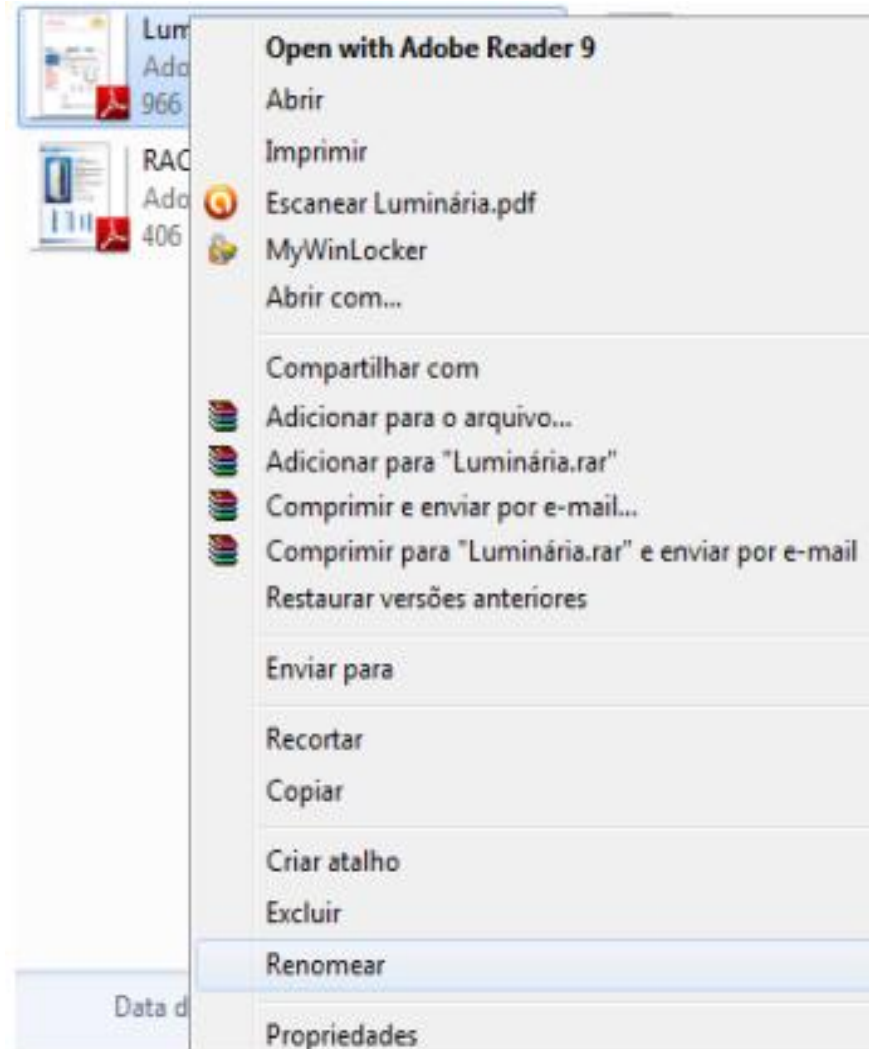 Lum
Ado
966
RAC
Ado
406
Open with Adobe Reader 9
Abrir
Imprimir
Escanear Luminária.pdf
MyWinLocker
Abrir com...
Compartilhar com
Adicionar para o arquivo...
Adicionar para "Luminária.rar"
Comprimir e enviar por e-mail...
Comprimir para "Luminária.rar" e enviar por e-mail
Restaurar versões anteriores
Enviar para
Recortar
Copiar
Criar atalho
Excluir
Renomear
Propriedades
Data d